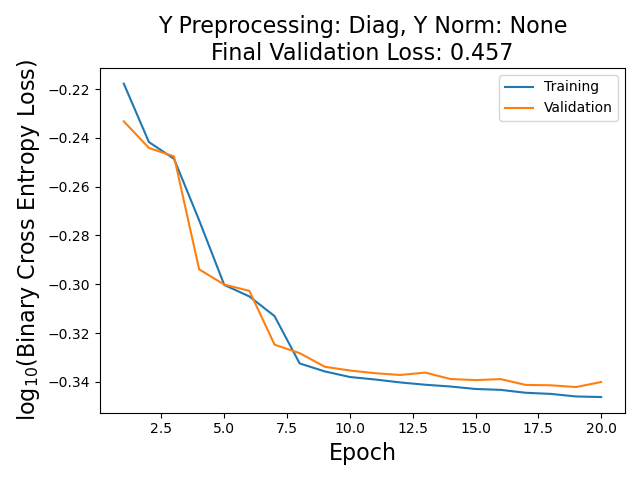 Y Preprocessing: Diag, Y Norm: None
Final Validation Loss: 0.457
log₁₀(Binary Cross Entropy Loss)
−0.22
−0.24
−0.26
−0.28
−0.30
−0.32
−0.34
Training
Validation
2.5 5.0 7.5 10.0 12.5 15.0 17.5 20.0
Epoch